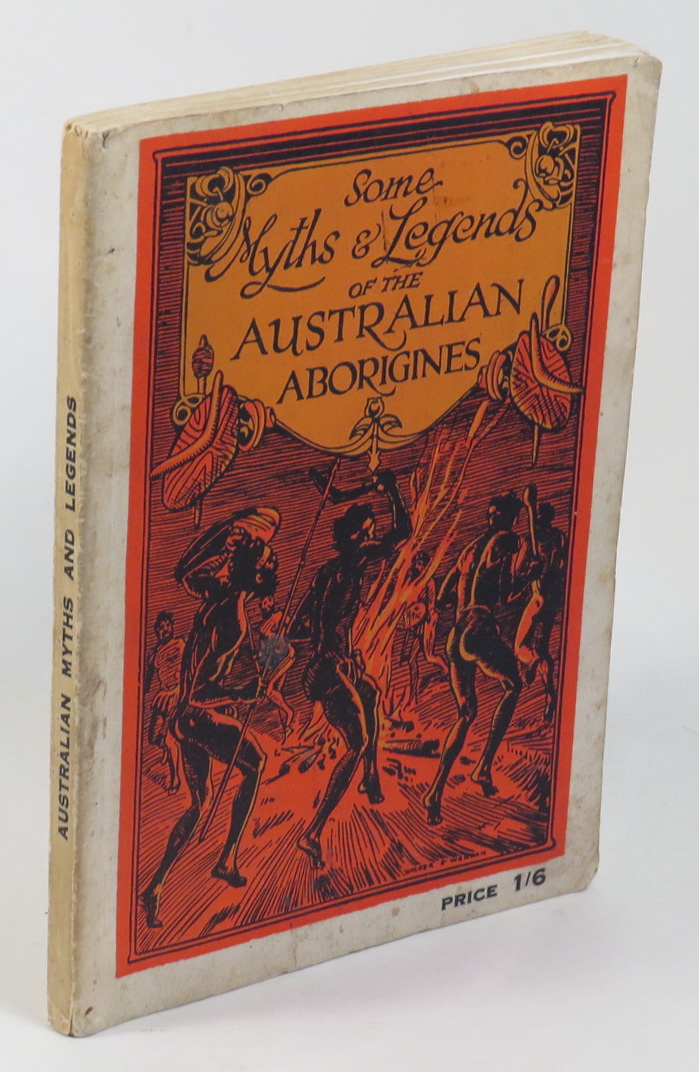 Some
Myths & Legends
OF THE
AUSTRALIAN
ABORIGINES
PRICE 1/6
AUSTRALIAN MYTHS AND LEGENDS